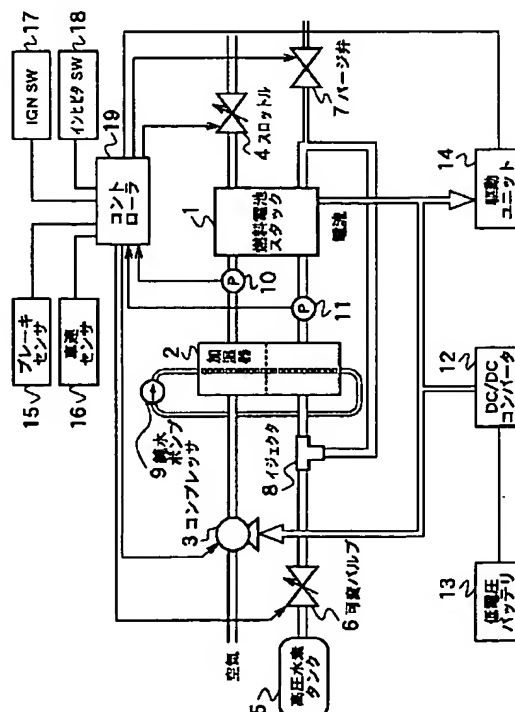 17
IGN SW
18
インヒビタ SW
19
コント
ローラ
15
ブレーキ
センサ
16
車速
センサ
4 スロットル
7 パージ弁
1
燃料電池
スタック
電流
14
駆動
ユニット
10
P
11
P
2
加湿器
9 純水
ポンプ
8 イジェクタ
12
DC/DC
コンバータ
3 コンプレッサ
空気
6 可変バルブ
5
高圧水素
タンク
13
低電圧
バッテリ